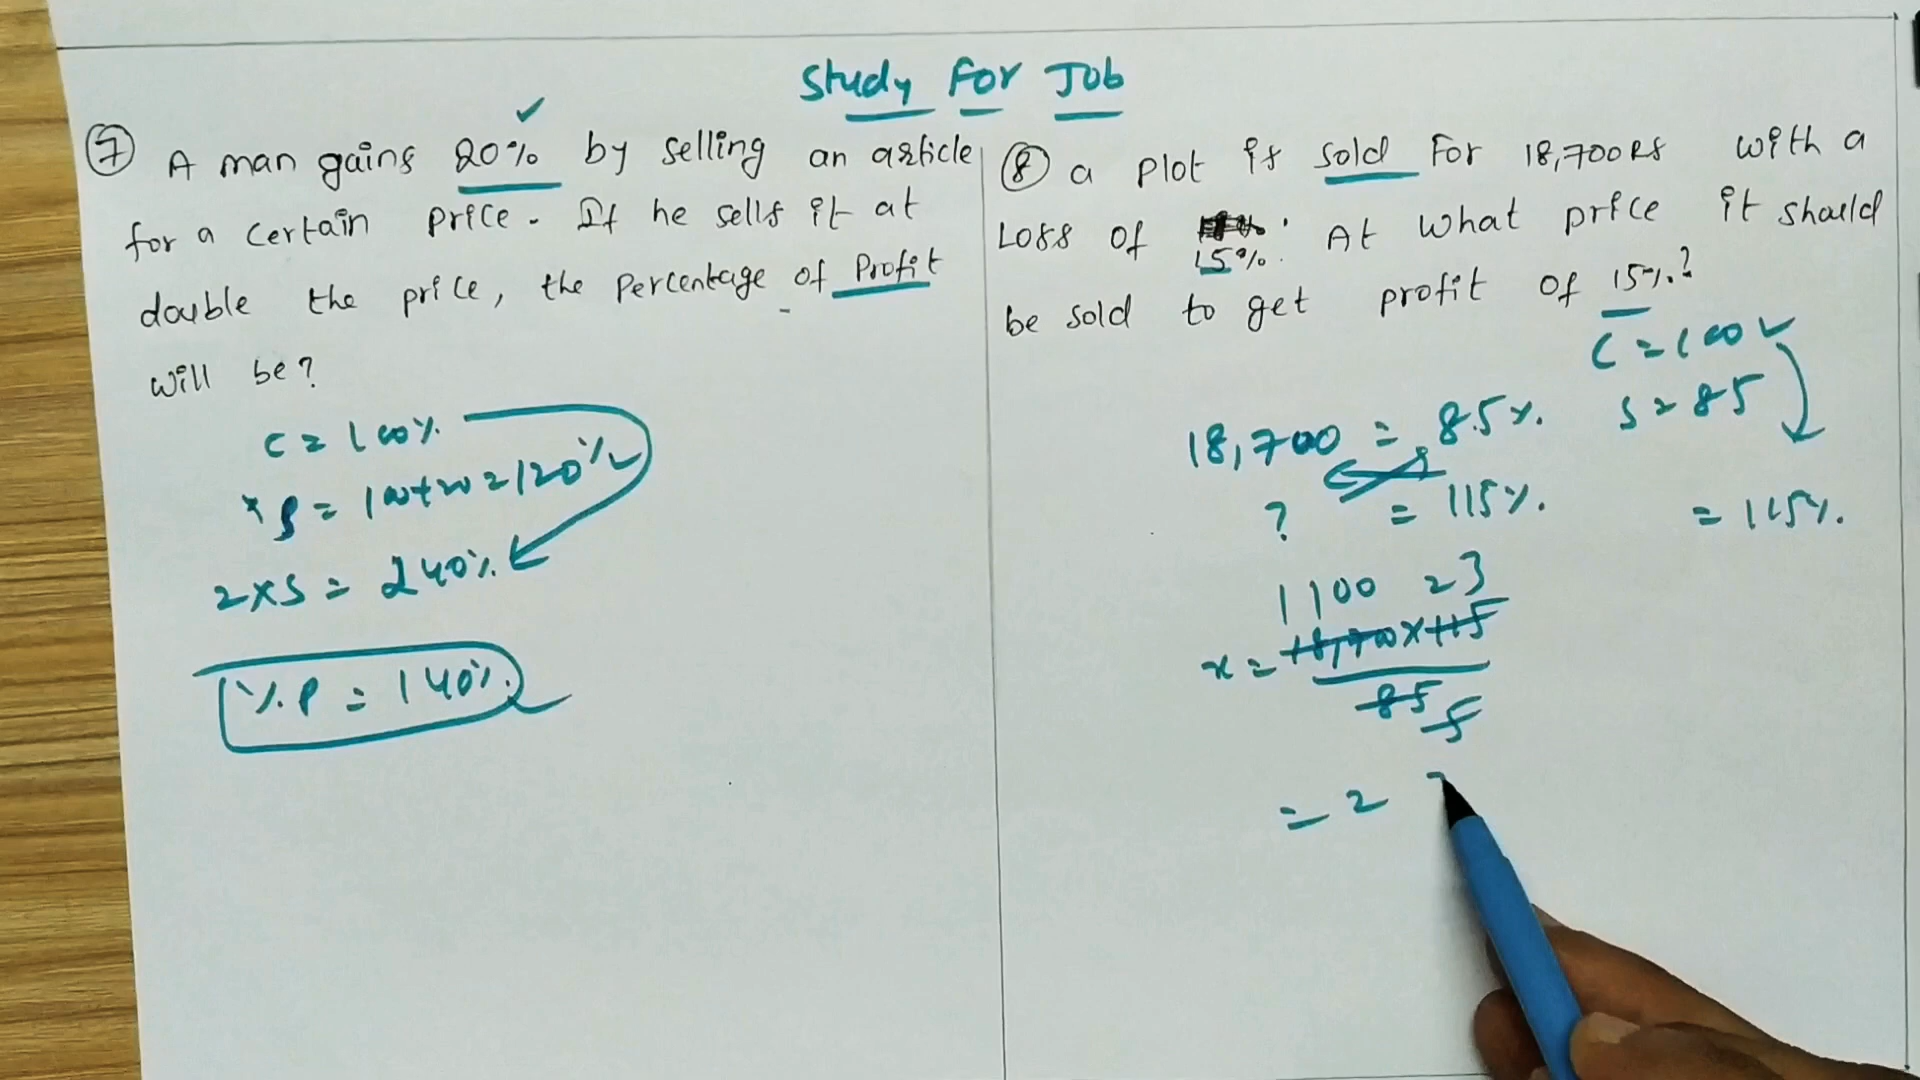 Study For Job
7 A man gains 20% by selling an article
for a certain price. If he sells it at
double the price, the percentage of Profit
will be?
C = 100%
S = 100+20 = 120%
2×S = 240%
%P = 140%
8 a plot is sold for 18,700Rs with a
Loss of
15%. At what price it should
be sold to get profit of 15%?
C = 100
S = 85
18,700 = 85%
? = 115%
= 115%
1100 23
x = 18,700 × 115
85 5
= 2